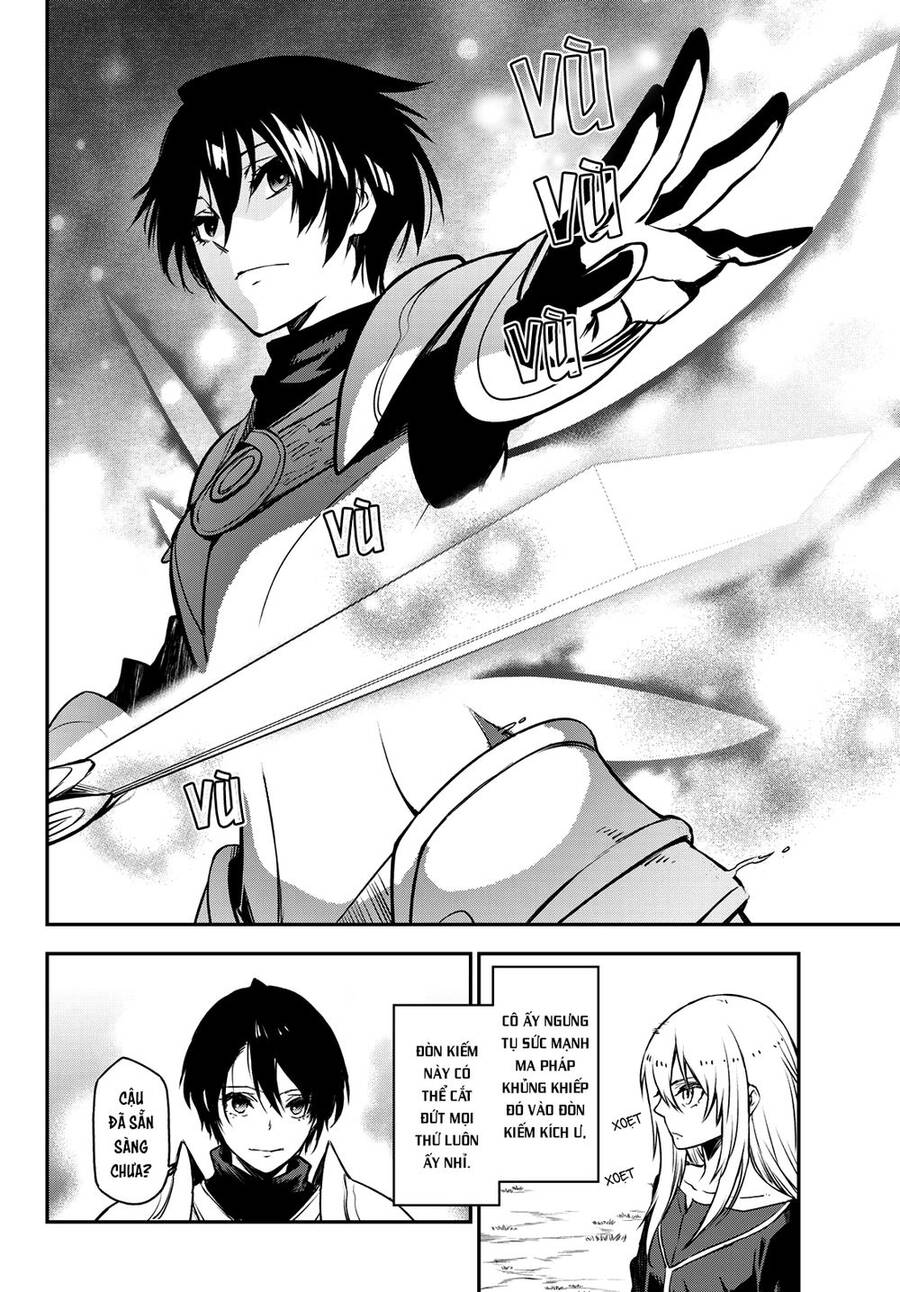 VÙ
VÙ
VÙ
VÙ
VÙ
CÔ ẤY NGƯNG
TỤ SỨC MẠNH
MA PHÁP
KHỦNG KHIẾP
ĐÓ VÀO ĐÒN
KIẾM KÍCH Ư,
XOẸT
XOẸT
ĐÒN KIẾM
NÀY CÓ
THỂ CẮT
ĐỨT MỌI
THỨ LUÔN
ẤY NHỈ.
CẬU
ĐÃ SẴN
SÀNG
CHƯA?